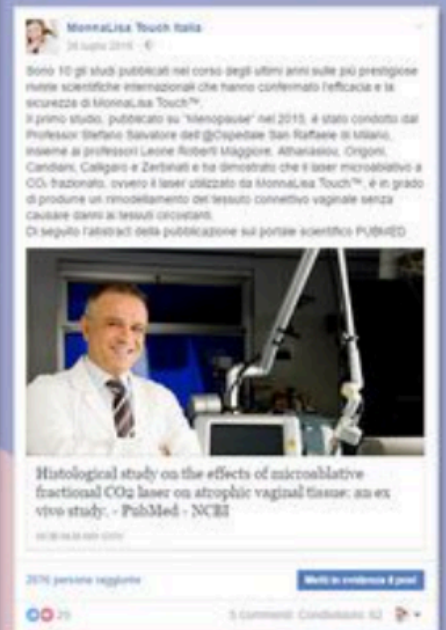 MonnaLisa Touch Italia
luglio
Sono 10 gli studi pubblicati nel corso degli ultimi anni sulle più prestigiose
riviste scientifiche internazionali che hanno confermato l'efficacia e la
sicurezza di MonnaLisa Touch™.
Il primo studio, pubblicato su "Menopause" nel 2015, è stato condotto dal
Professor Stefano Salvatore dell'@Ospedale San Raffaele di Milano,
insieme ai professori Leone Roberti Maggiore, Athanasiou, Origoni,
Candiani, Calligaro e Zerbinati e ha dimostrato che il laser microablativo a
CO₂ frazionato, ovvero il laser utilizzato da MonnaLisa Touch™, è in grado
di produrre un rimodellamento del tessuto connettivo vaginale senza
causare danni ai tessuti circostanti.
Di seguito l'abstract della pubblicazione sul portale scientifico PUBMED
Histological study on the effects of microablative
fractional CO2 laser on atrophic vaginal tissue: an ex
vivo study. - PubMed - NCBI
persone raggiunte
Metti in evidenza il post
5 commenti Condivisioni: 62